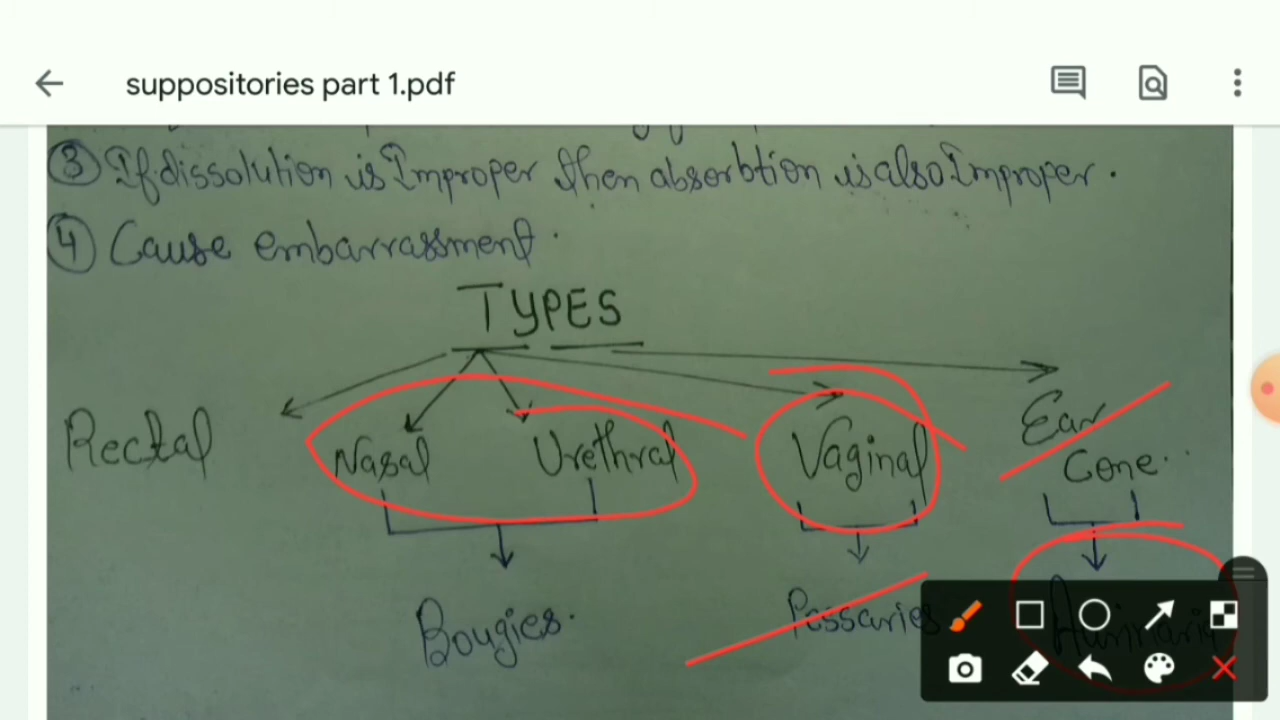 suppositories part 1.pdf
③ If dissolution is Improper then absorbtion is also Improper.
④ Cause embarrassment.
TYPES
Rectal Nasal Urethral Vaginal Ear Cone.
Bougies. Pessaries